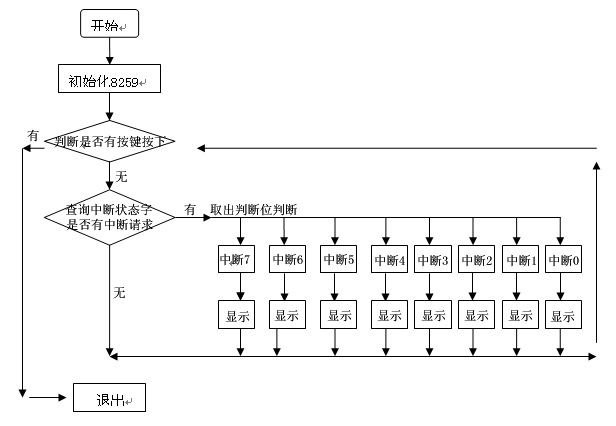 开始
初始化8259
有
判断是否有按键按下
无
查询中断状态字
是否有中断请求
有 取出判断位判断
中断7 中断6 中断5 中断4 中断3 中断2 中断1 中断0
无
显示 显示 显示 显示 显示 显示 显示 显示
退出